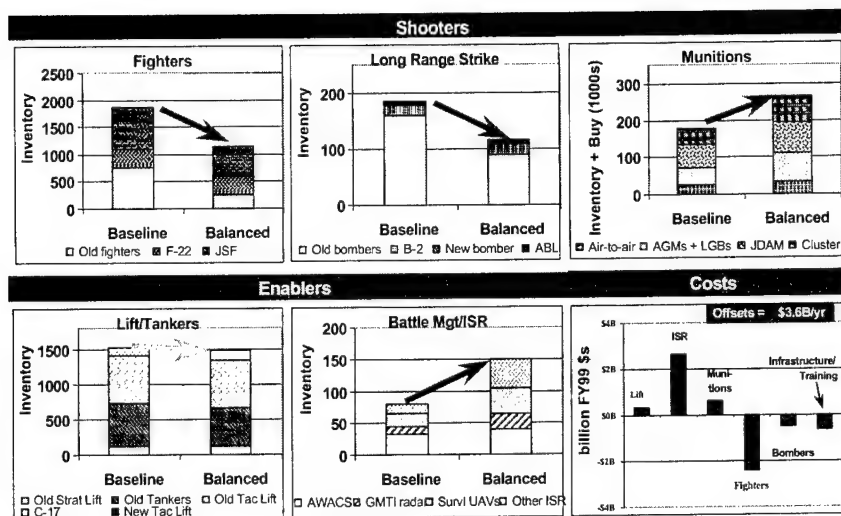 Shooters
Fighters
Inventory
2500
2000
1500
1000
500
0
Baseline Balanced
Old fighters F-22 JSF
Long Range Strike
Inventory
200
100
0
Baseline Balanced
Old bombers B-2 New bomber ABL
Munitions
Inventory + Buy (1000s)
300
200
100
0
Baseline Balanced
Air-to-air AGMs + LGBs JDAM Cluster
Enablers
Lift/Tankers
1500
1000
500
0
Inventory
Baseline Balanced
Old Strat Lift Old Tankers Old Tac Lift
C-17 New Tac Lift
Battle Mgt/ISR
Inventory
200
150
100
50
0
Baseline Balanced
AWACS GMTI rada Survl UAVs Other ISR
Costs
Offsets = $3.6B/yr
billion FY99 $s
$4B
$2B
$0B
-$2B
-$4B
Lift
ISR
Muni-
tions
Fighters
Bombers
Infrastructure/
Training